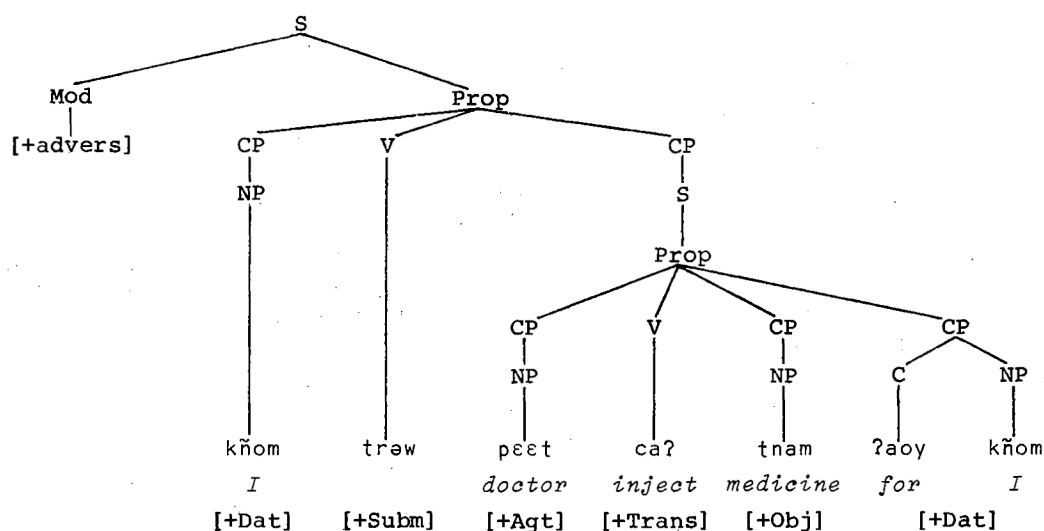 S
Mod Prop
[+advers] CP V CP
NP S
Prop
CP V CP CP
NP NP C NP
kñom trəw pɛɛt caʔ tnam ʔaoy kñom
I doctor inject medicine for I
[+Dat] [+Subm] [+Agt] [+Trans] [+Obj] [+Dat]